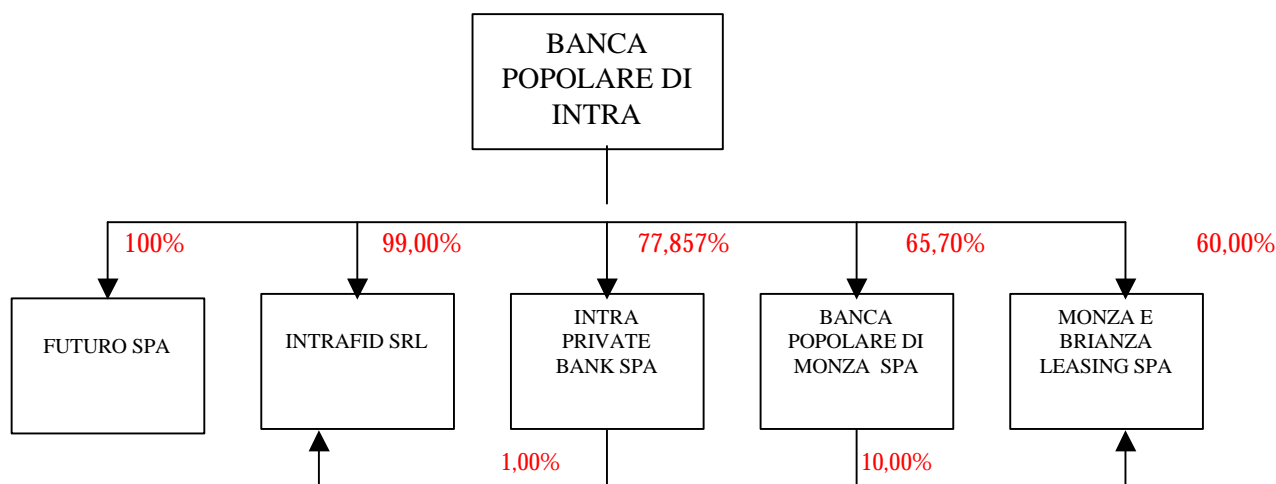 BANCA
POPOLARE DI
INTRA
100%
99,00%
77,857%
65,70%
60,00%
FUTURO SPA
INTRAFID SRL
INTRA
PRIVATE
BANK SPA
BANCA
POPOLARE DI
MONZA SPA
MONZA E
BRIANZA
LEASING SPA
1,00%
10,00%